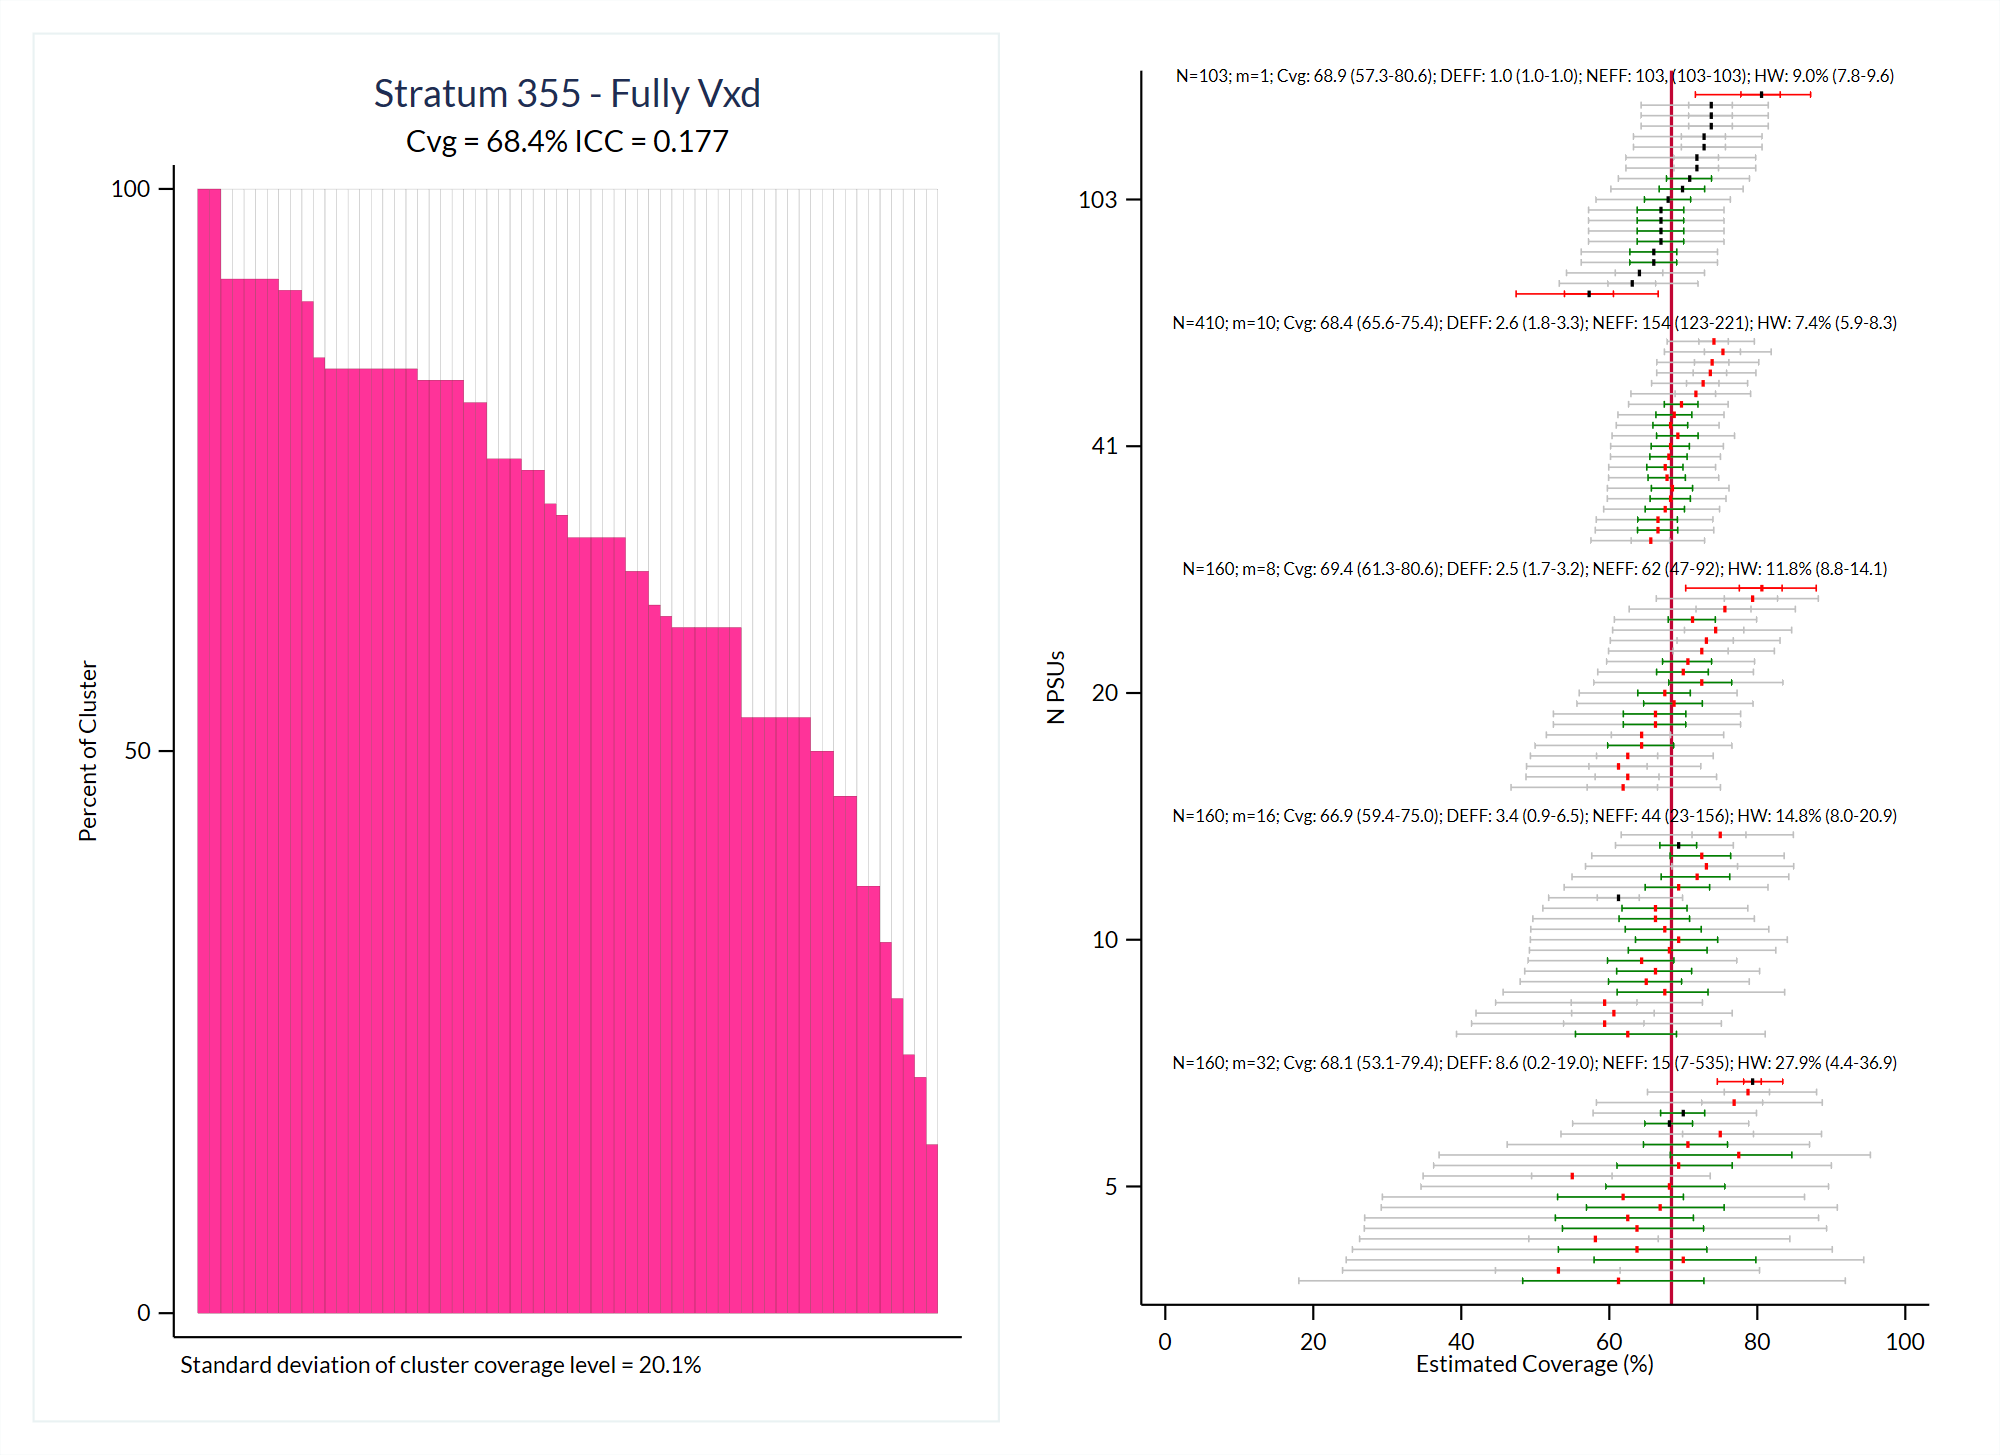 Stratum 355 - Fully Vxd
Cvg = 68.4% ICC = 0.177
100
50
0
Percent of Cluster
Standard deviation of cluster coverage level = 20.1%
N=103; m=1; Cvg: 68.9 (57.3-80.6); DEFF: 1.0 (1.0-1.0); NEFF: 103, (103-103); HW: 9.0% (7.8-9.6)
103
N=410; m=10; Cvg: 68.4 (65.6-75.4); DEFF: 2.6 (1.8-3.3); NEFF: 154 (123-221); HW: 7.4% (5.9-8.3)
41
N=160; m=8; Cvg: 69.4 (61.3-80.6); DEFF: 2.5 (1.7-3.2); NEFF: 62 (47-92); HW: 11.8% (8.8-14.1)
20
N PSUs
N=160; m=16; Cvg: 66.9 (59.4-75.0); DEFF: 3.4 (0.9-6.5); NEFF: 44 (23-156); HW: 14.8% (8.0-20.9)
10
N=160; m=32; Cvg: 68.1 (53.1-79.4); DEFF: 8.6 (0.2-19.0); NEFF: 15 (7-535); HW: 27.9% (4.4-36.9)
5
0 20 40 60 80 100
Estimated Coverage (%)